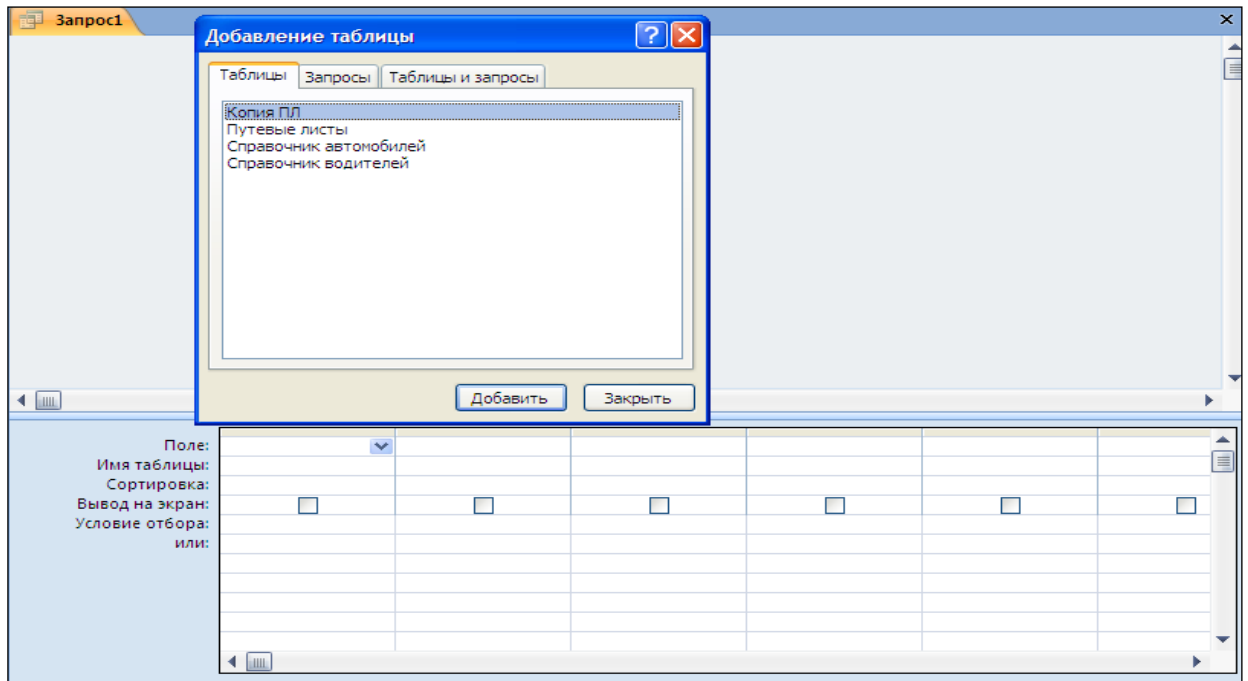 Запрос1
Добавление таблицы
Таблицы Запросы Таблицы и запросы
Копия ПЛ
Путевые листы
Справочник автомобилей
Справочник водителей
Добавить Закрыть
Поле:
Имя таблицы:
Сортировка:
Вывод на экран:
Условие отбора:
или: